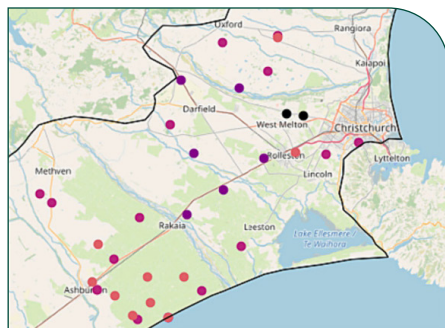 Oxford
Rangiora
Kaiapoi
Darfield
West Melton
Christchurch
Rolleston
Lyttelton
Lincoln
Methven
Rakaia
Leeston
Lake Ellesmere /
Te Waihora
Ashburton